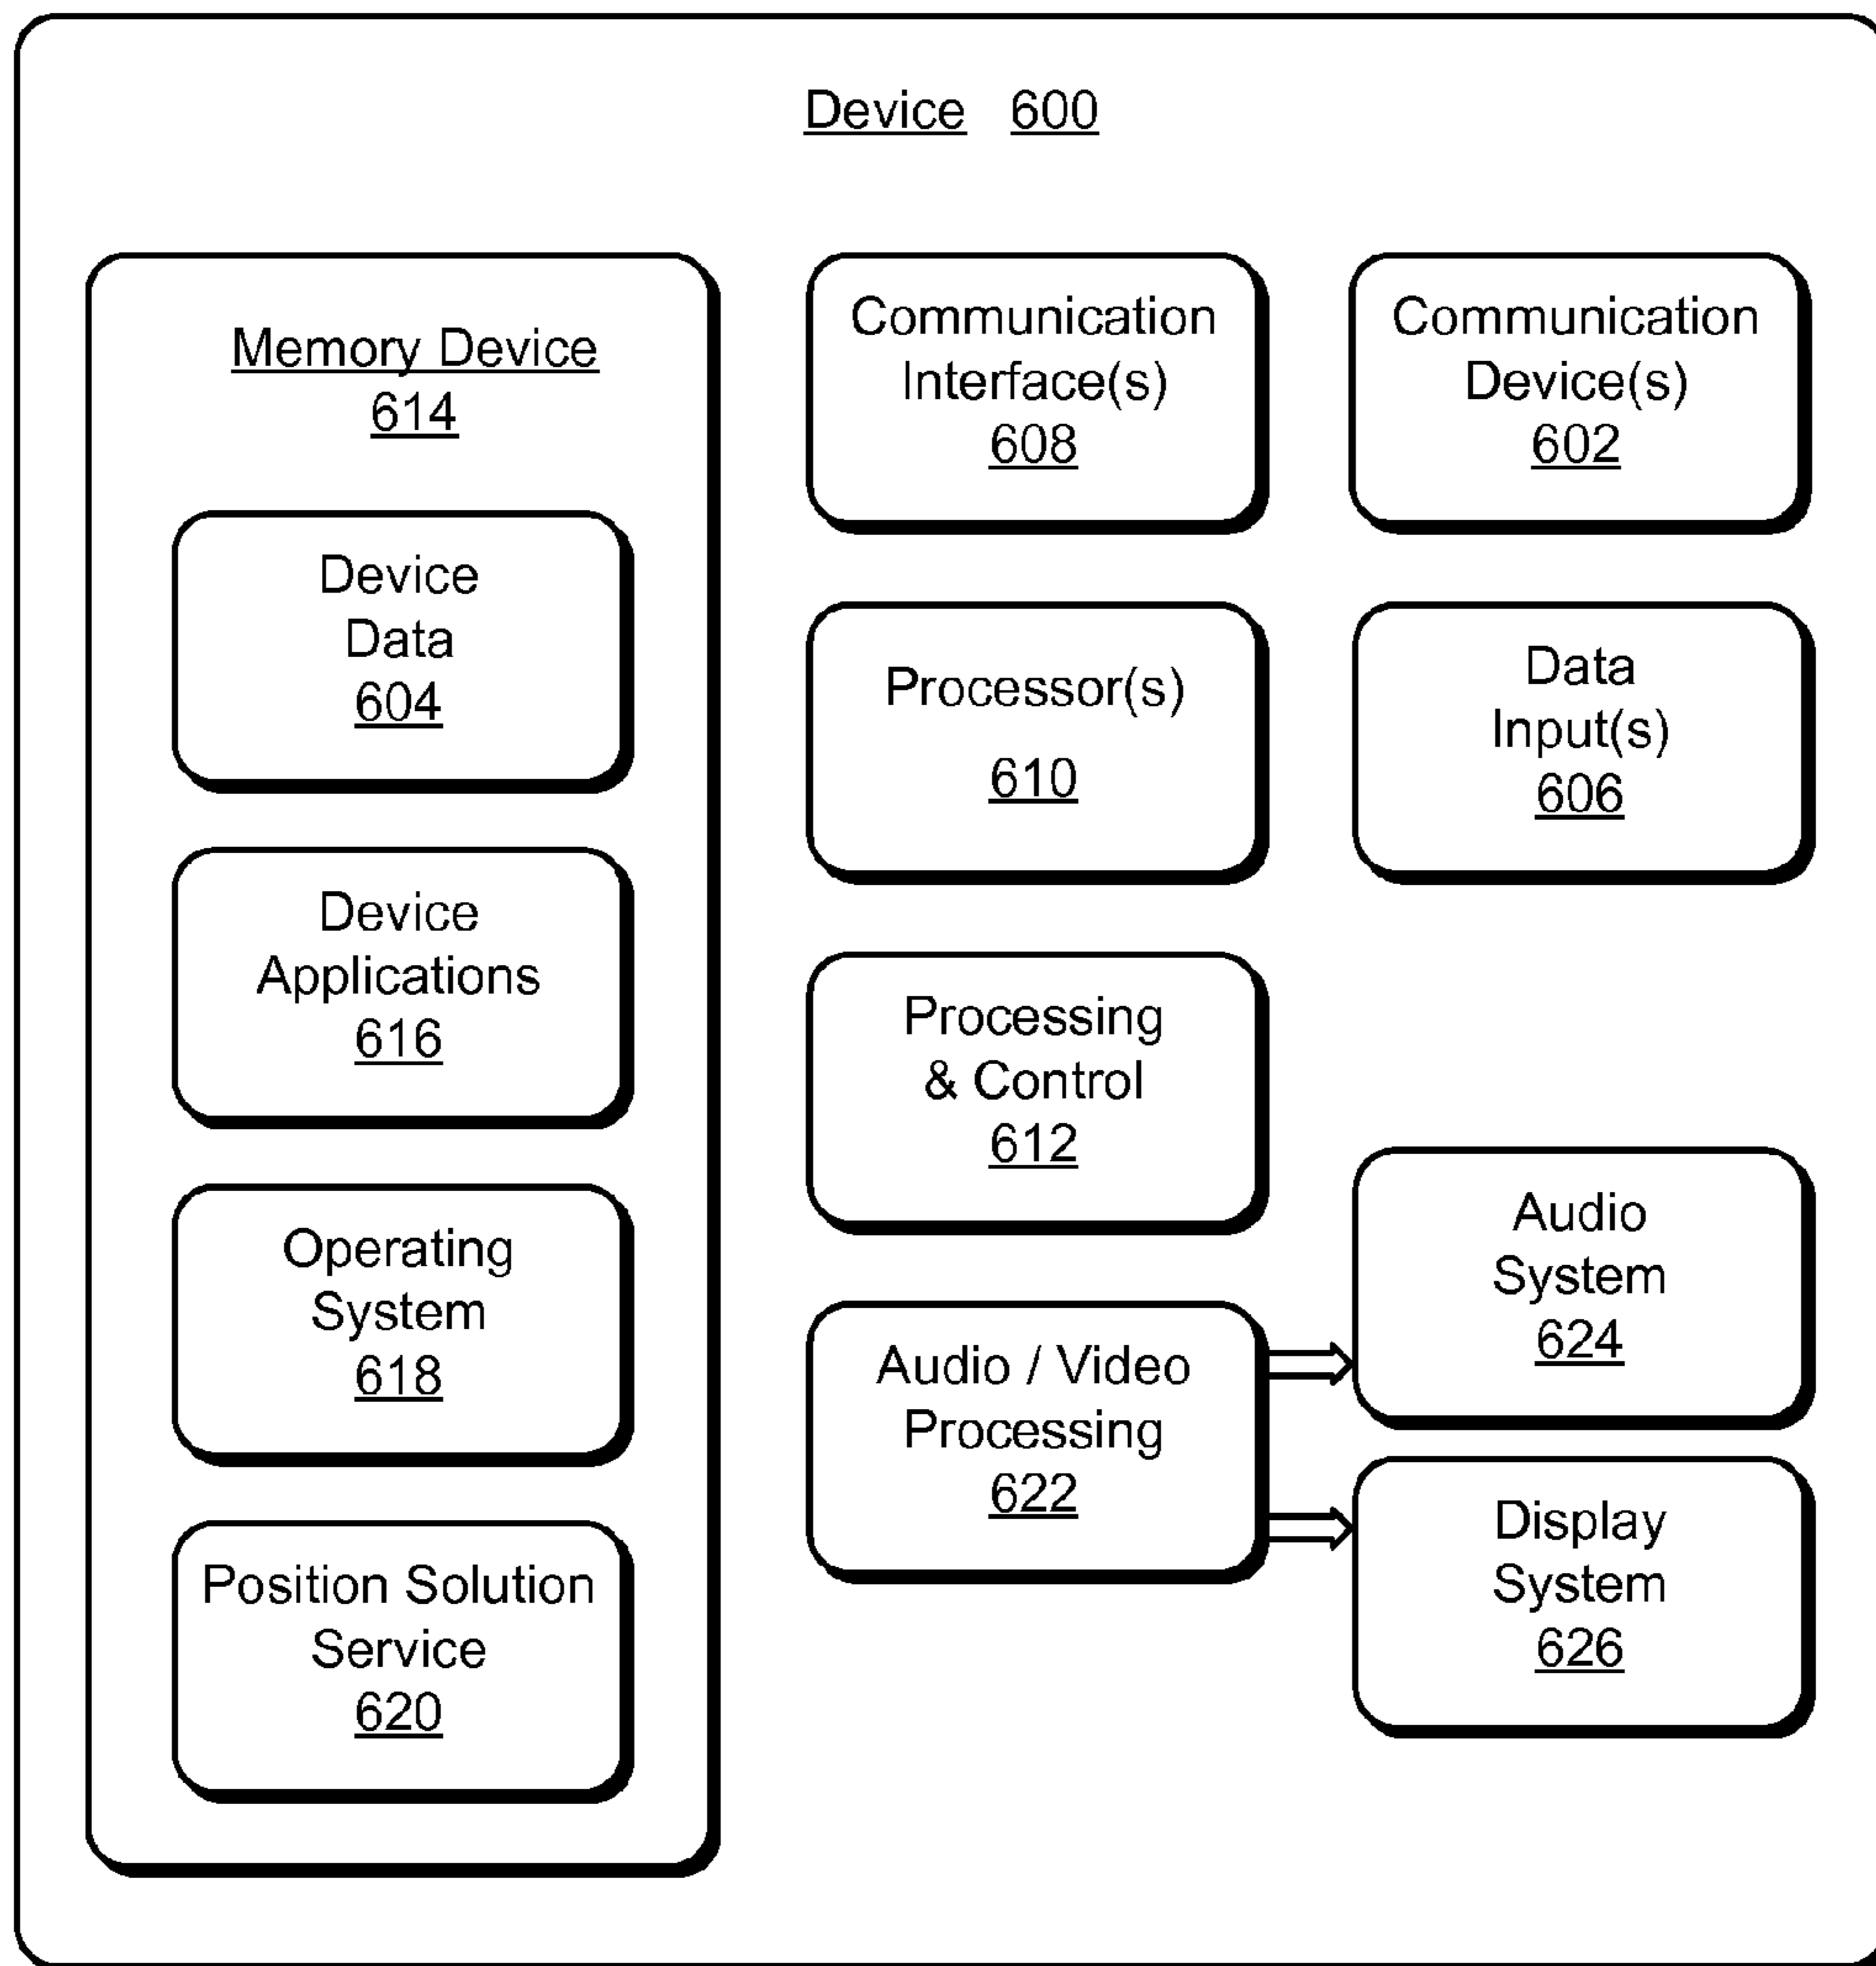 Device 600
Memory Device
614
Device
Data
604
Device
Applications
616
Operating
System
618
Position Solution
Service
620
Communication
Interface(s)
608
Processor(s)
610
Processing
& Control
612
Audio / Video
Processing
622
Communication
Device(s)
602
Data
Input(s)
606
Audio
System
624
Display
System
626